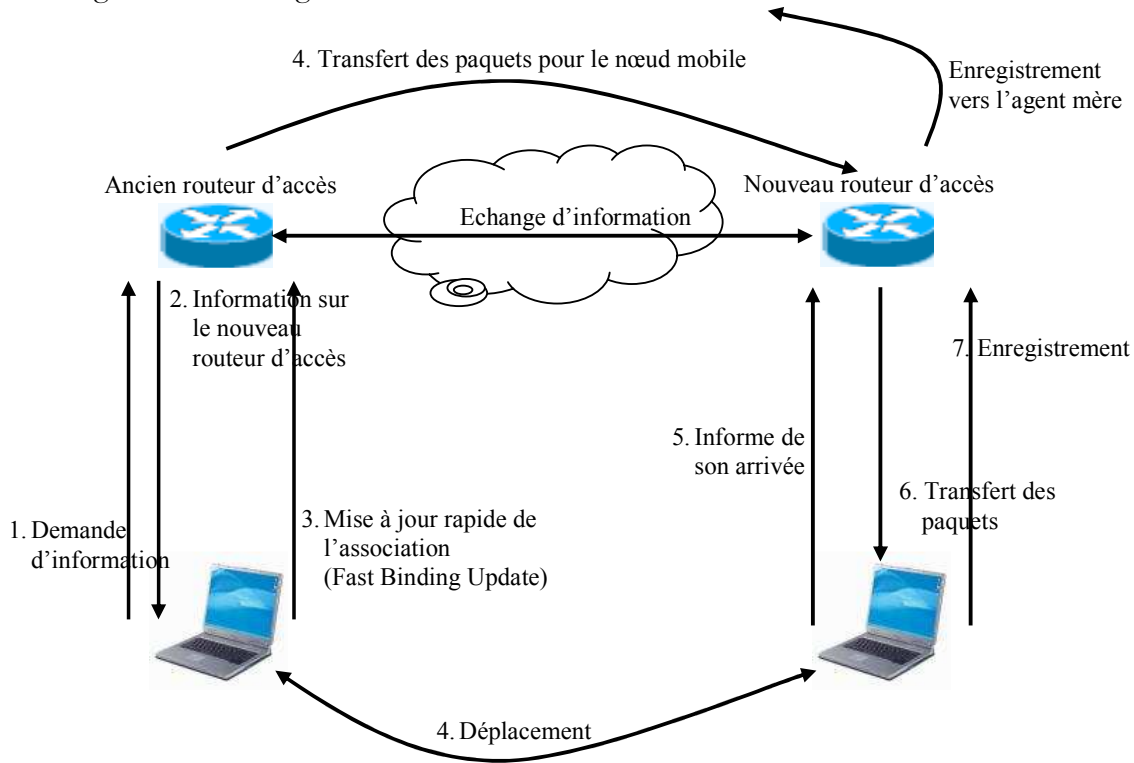 4. Transfert des paquets pour le nœud mobile
Enregistrement
vers l’agent mère
Ancien routeur d’accès
Nouveau routeur d’accès
Echange d’information
2. Information sur
le nouveau
routeur d’accès
7. Enregistrement
5. Informe de
son arrivée
6. Transfert des
paquets
1. Demande
d’information
3. Mise à jour rapide de
l’association
(Fast Binding Update)
4. Déplacement